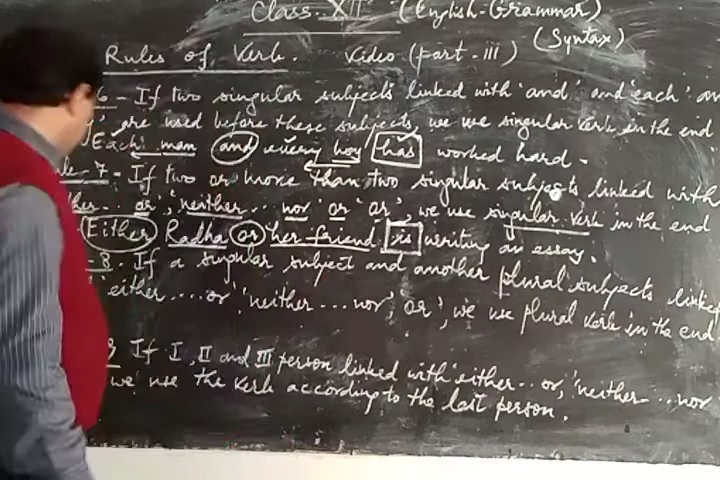 Class-XII (English-Grammar)
(Syntax)
Rules of Verb. Video (part-iii)
6- If two singular subjects linked with 'and' and 'each'
are used before these subjects, we use singular verb in the end
Each man and every boy has worked hard.
7- If two or more than two singular subjects linked with
or', 'neither... nor' or 'or', we use singular verb in the end
Either Radha or her friend is writing an essay.
8. If a singular subject and another plural subjects linked
either....or' 'neither...nor', 'or', we use plural verb in the end
9 If I, II and III person linked with 'either... or, 'neither....nor
we use the verb according to the last person.